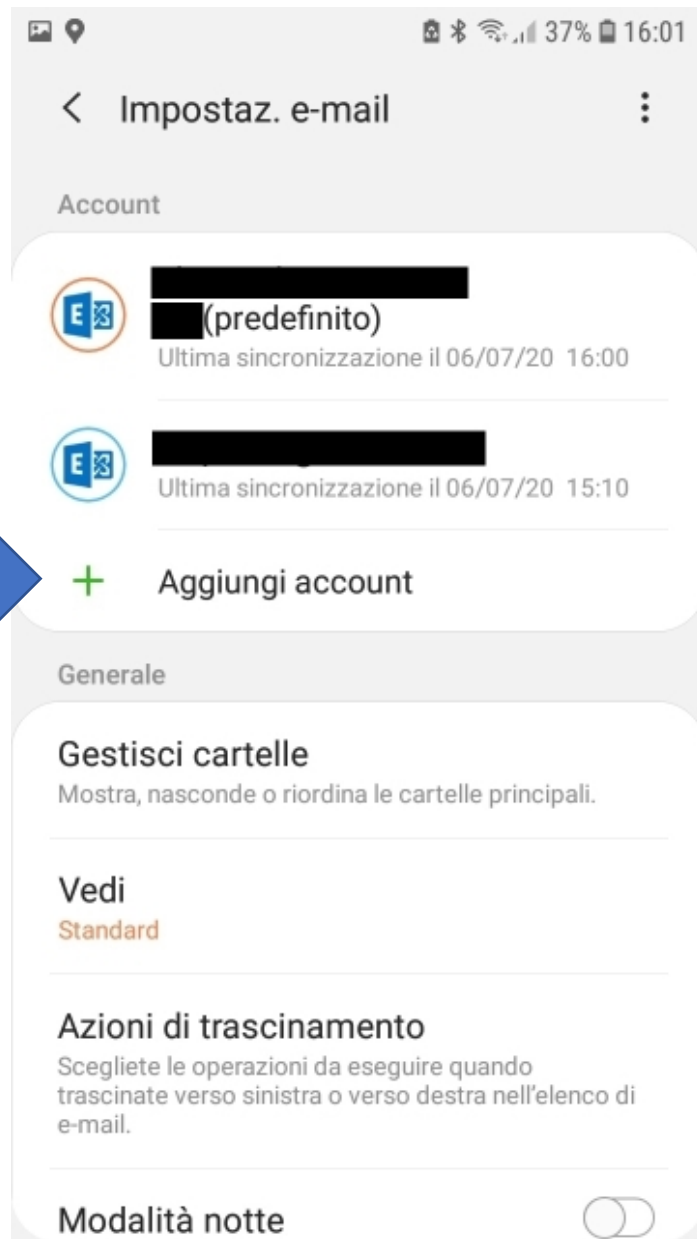 37% 16:01
Impostaz. e-mail
Account
(predefinito)
Ultima sincronizzazione il 06/07/20 16:00
Ultima sincronizzazione il 06/07/20 15:10
+ Aggiungi account
Generale
Gestisci cartelle
Mostra, nasconde o riordina le cartelle principali.
Vedi
Standard
Azioni di trascinamento
Scegliete le operazioni da eseguire quando
trascinate verso sinistra o verso destra nell'elenco di
e-mail.
Modalità notte